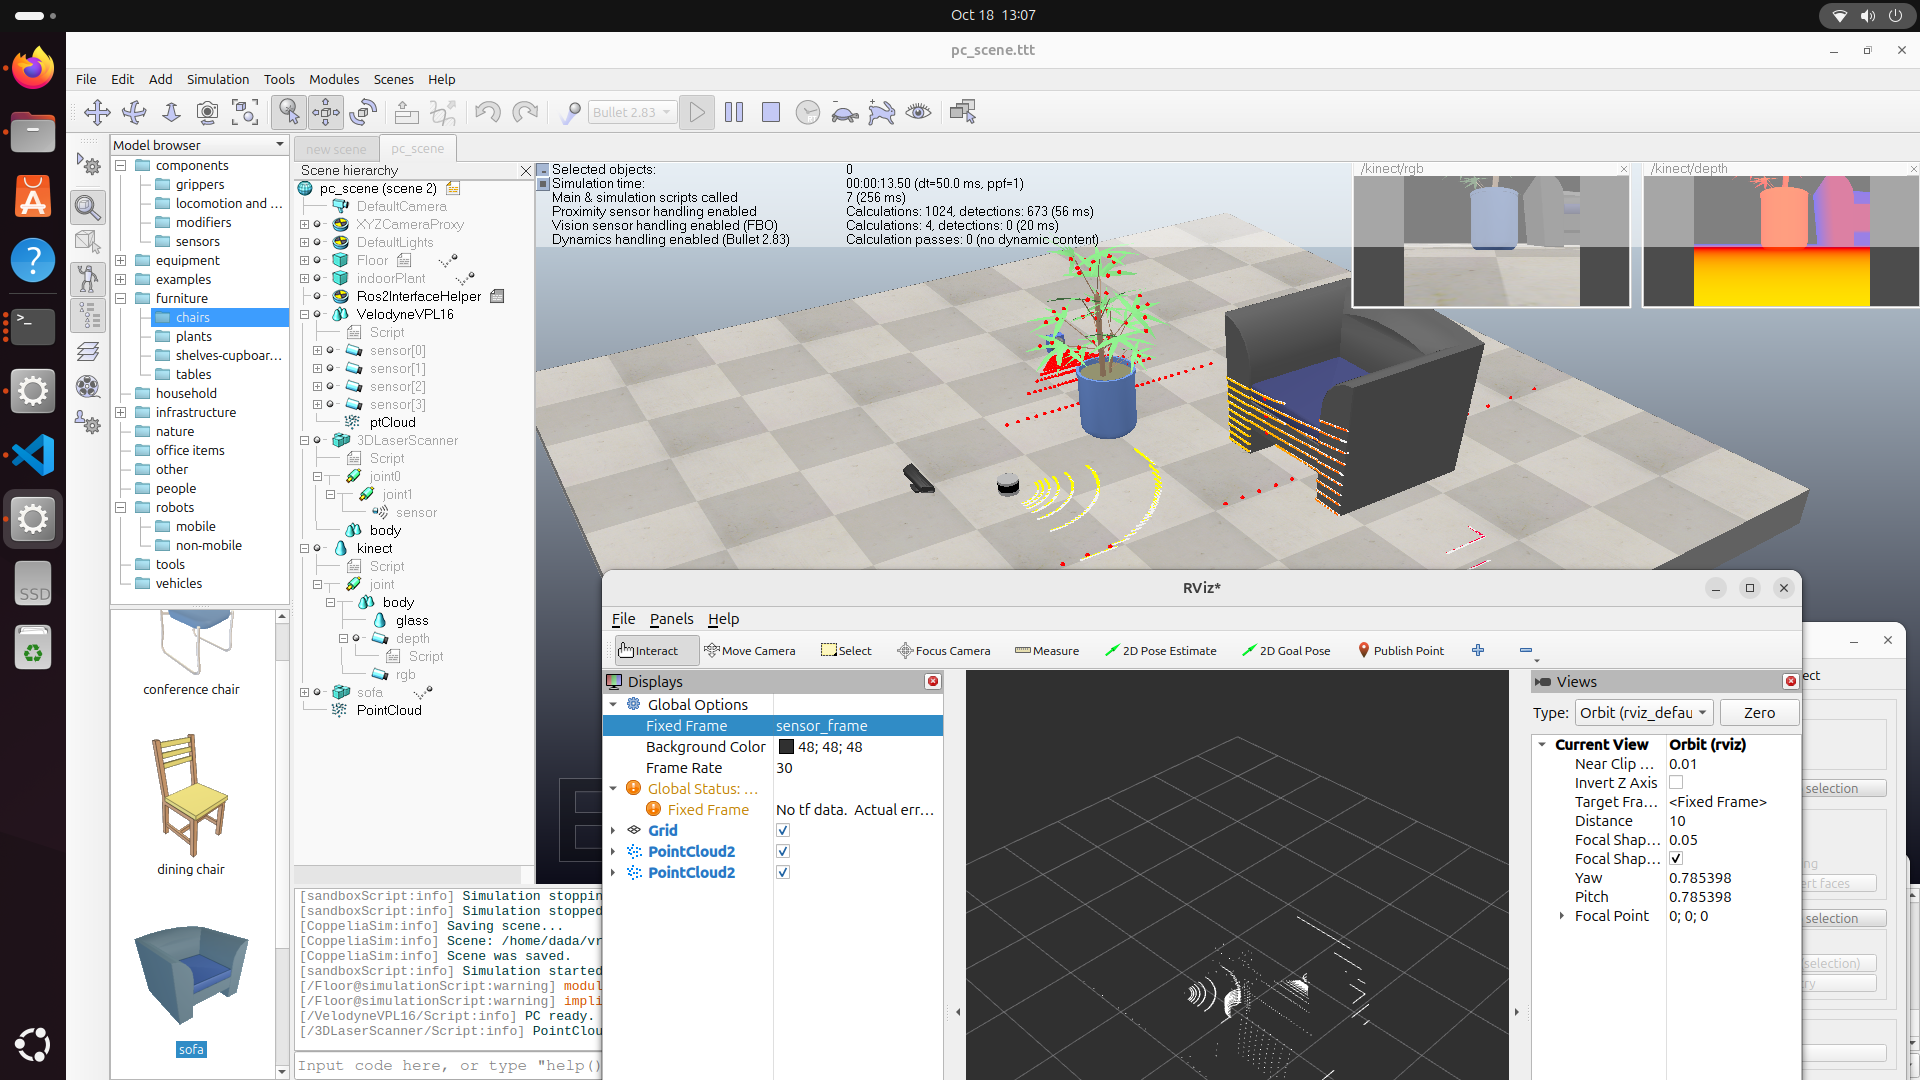 Oct 18 13:07
pc_scene.ttt
File Edit Add Simulation Tools Modules Scenes Help
Bullet 2.83
Model browser
components
grippers
locomotion and ...
modifiers
sensors
equipment
examples
furniture
chairs
plants
shelves-cupboar...
tables
household
infrastructure
nature
office items
other
people
robots
mobile
non-mobile
tools
vehicles
conference chair
dining chair
sofa
new scene
pc_scene
Scene hierarchy
pc_scene (scene 2)
DefaultCamera
XYZCameraProxy
DefaultLights
Floor
indoorPlant
Ros2InterfaceHelper
VelodyneVPL16
Script
sensor[0]
sensor[1]
sensor[2]
sensor[3]
ptCloud
3DLaserScanner
Script
joint0
joint1
sensor
body
kinect
Script
joint
body
glass
depth
Script
rgb
sofa
PointCloud
Selected objects: 0
Simulation time: 00:00:13.50 (dt=50.0 ms, ppf=1)
Main & simulation scripts called 7 (256 ms)
Proximity sensor handling enabled Calculations: 1024, detections: 673 (56 ms)
Vision sensor handling enabled (FBO) Calculations: 4, detections: 0 (20 ms)
Dynamics handling enabled (Bullet 2.83) Calculation passes: 0 (no dynamic content)
/kinect/rgb
/kinect/depth
[sandboxScript:info] Simulation stoppin
[sandboxScript:info] Simulation stopped
[CoppeliaSim:info] Saving scene...
[CoppeliaSim:info] Scene: /home/dada/vr
[CoppeliaSim:info] Scene was saved.
[sandboxScript:info] Simulation started
[/Floor@simulationScript:warning] modul
[/Floor@simulationScript:warning] impli
[/VelodyneVPL16/Script:info] PC ready.
[/3DLaserScanner/Script:info] PointClou
Input code here, or type "help()
RViz*
File Panels Help
Interact Move Camera Select Focus Camera Measure 2D Pose Estimate 2D Goal Pose Publish Point
Displays
Global Options
Fixed Frame sensor_frame
Background Color 48; 48; 48
Frame Rate 30
Global Status: ...
Fixed Frame No tf data. Actual err...
Grid
PointCloud2
PointCloud2
Views
Type: Orbit (rviz_defau Zero
Current View Orbit (rviz)
Near Clip ... 0.01
Invert Z Axis
Target Fra... <Fixed Frame>
Distance 10
Focal Shap... 0.05
Focal Shap...
Yaw 0.785398
Pitch 0.785398
Focal Point 0; 0; 0
ect
selection
ng
ert faces
selection
(selection)
try
SSD